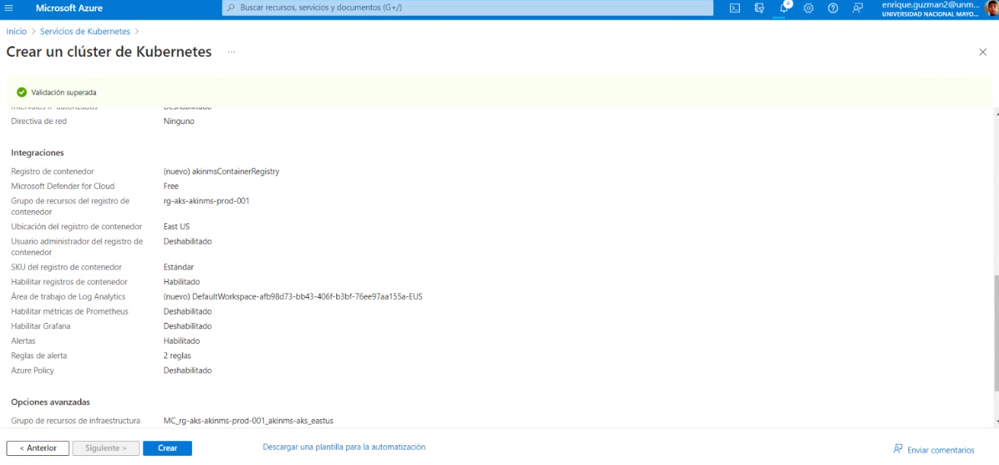 Microsoft Azure
Buscar recursos, servicios y documentos (G+/)
4
enrique.guzman2@unm...
UNIVERSIDAD NACIONAL MAYO...
Inicio > Servicios de Kubernetes >
Crear un clúster de Kubernetes ...
Validación superada
Intervalos IP autorizados Deshabilitado
Directiva de red Ninguno
Integraciones
Registro de contenedor (nuevo) akinmsContainerRegistry
Microsoft Defender for Cloud Free
Grupo de recursos del registro de rg-aks-akinms-prod-001
contenedor
Ubicación del registro de contenedor East US
Usuario administrador del registro de Deshabilitado
contenedor
SKU del registro de contenedor Estándar
Habilitar registros de contenedor Habilitado
Área de trabajo de Log Analytics (nuevo) DefaultWorkspace-afb98d73-bb43-406f-b3bf-76ee97aa155a-EUS
Habilitar métricas de Prometheus Deshabilitado
Habilitar Grafana Deshabilitado
Alertas Habilitado
Reglas de alerta 2 reglas
Azure Policy Deshabilitado
Opciones avanzadas
Grupo de recursos de infraestructura MC_rg-aks-akinms-prod-001_akinms-aks_eastus
< Anterior Siguiente > Crear Descargar una plantilla para la automatización Enviar comentarios